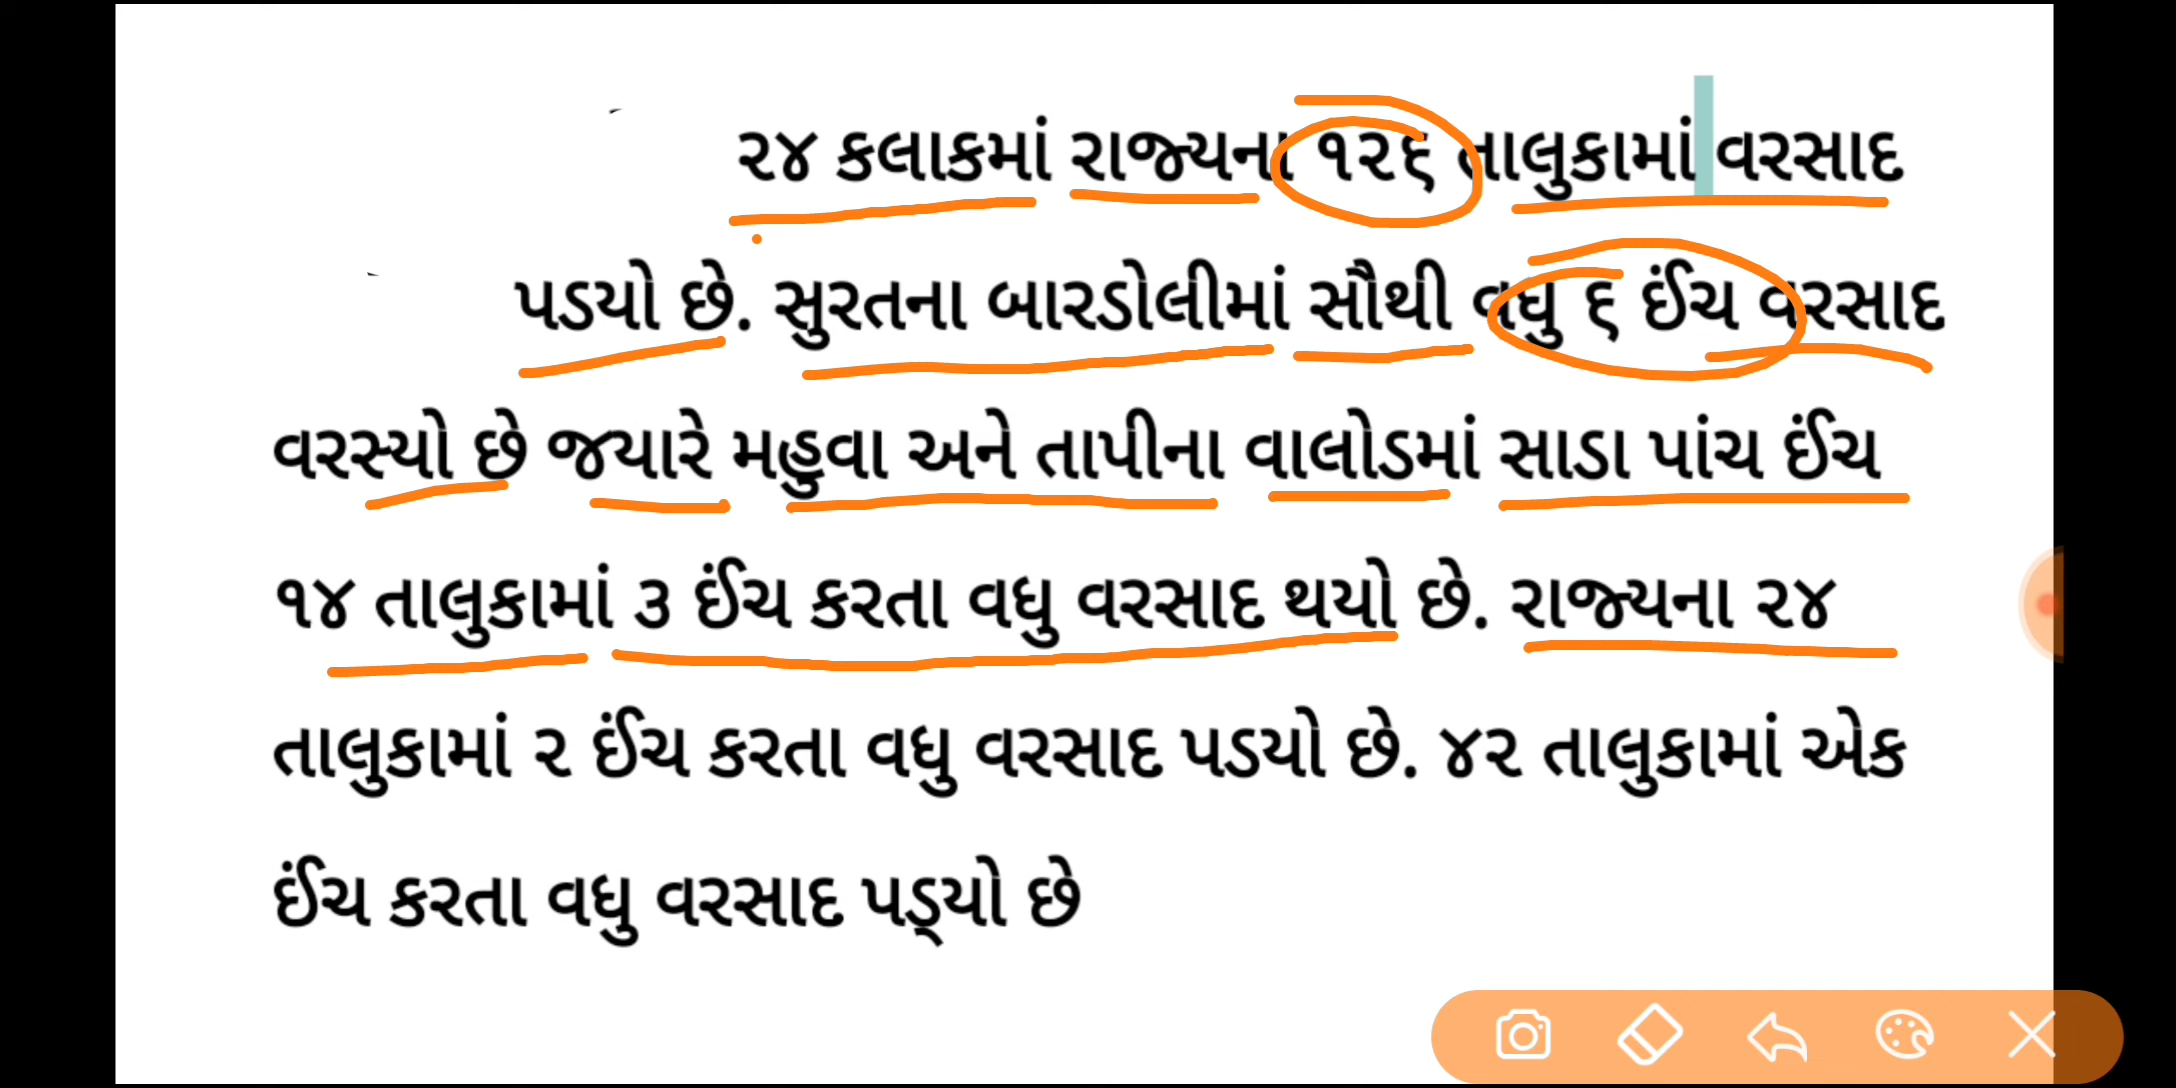 ૨૪ કલાકમાં રાજ્યના ૧૨૬ તાલુકામાં વરસાદ
પડયો છે. સુરતના બારડોલીમાં સૌથી વધુ ૬ ઈંચ વરસાદ
વરસ્યો છે જ્યારે મહુવા અને તાપીના વાલોડમાં સાડા પાંચ ઈંચ
૧૪ તાલુકામાં ૩ ઈંચ કરતા વધુ વરસાદ થયો છે. રાજ્યના ૨૪
તાલુકામાં ૨ ઈંચ કરતા વધુ વરસાદ પડયો છે. ૪૨ તાલુકામાં એક
ઈંચ કરતા વધુ વરસાદ પડ્યો છે